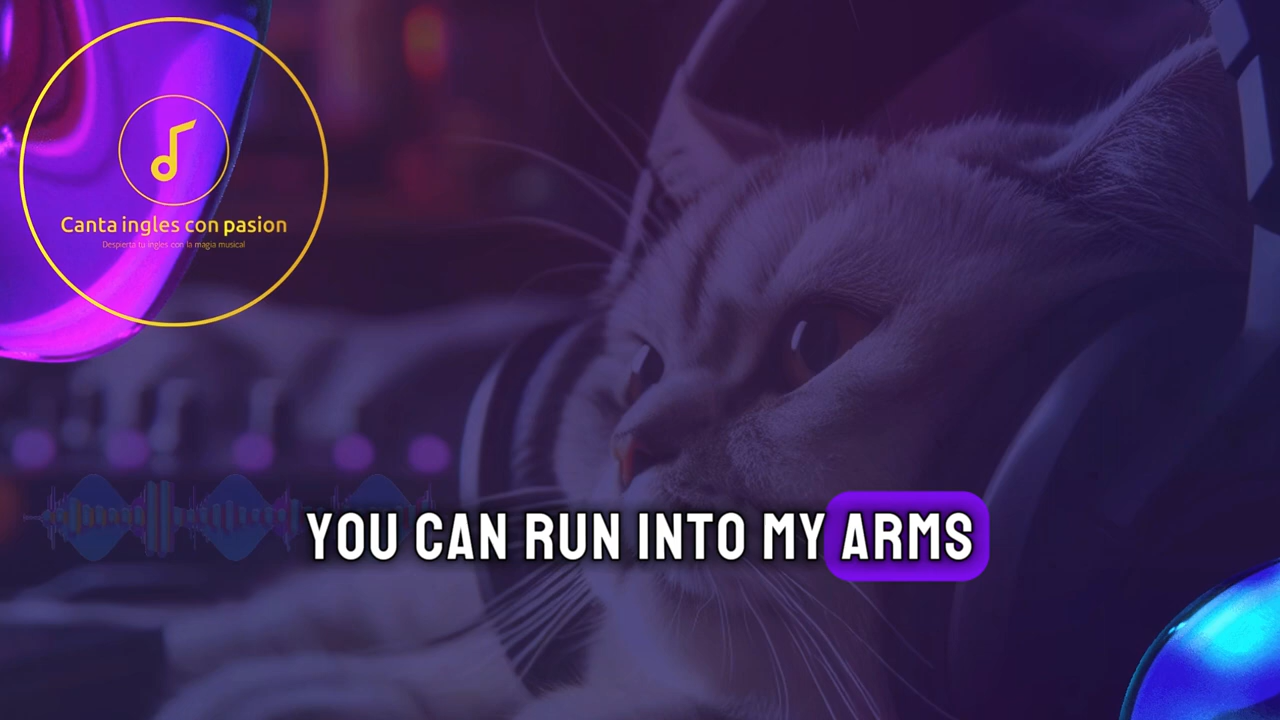 Canta ingles con pasion
Despierta tu ingles con la magia musical
YOU CAN RUN INTO MY ARMS